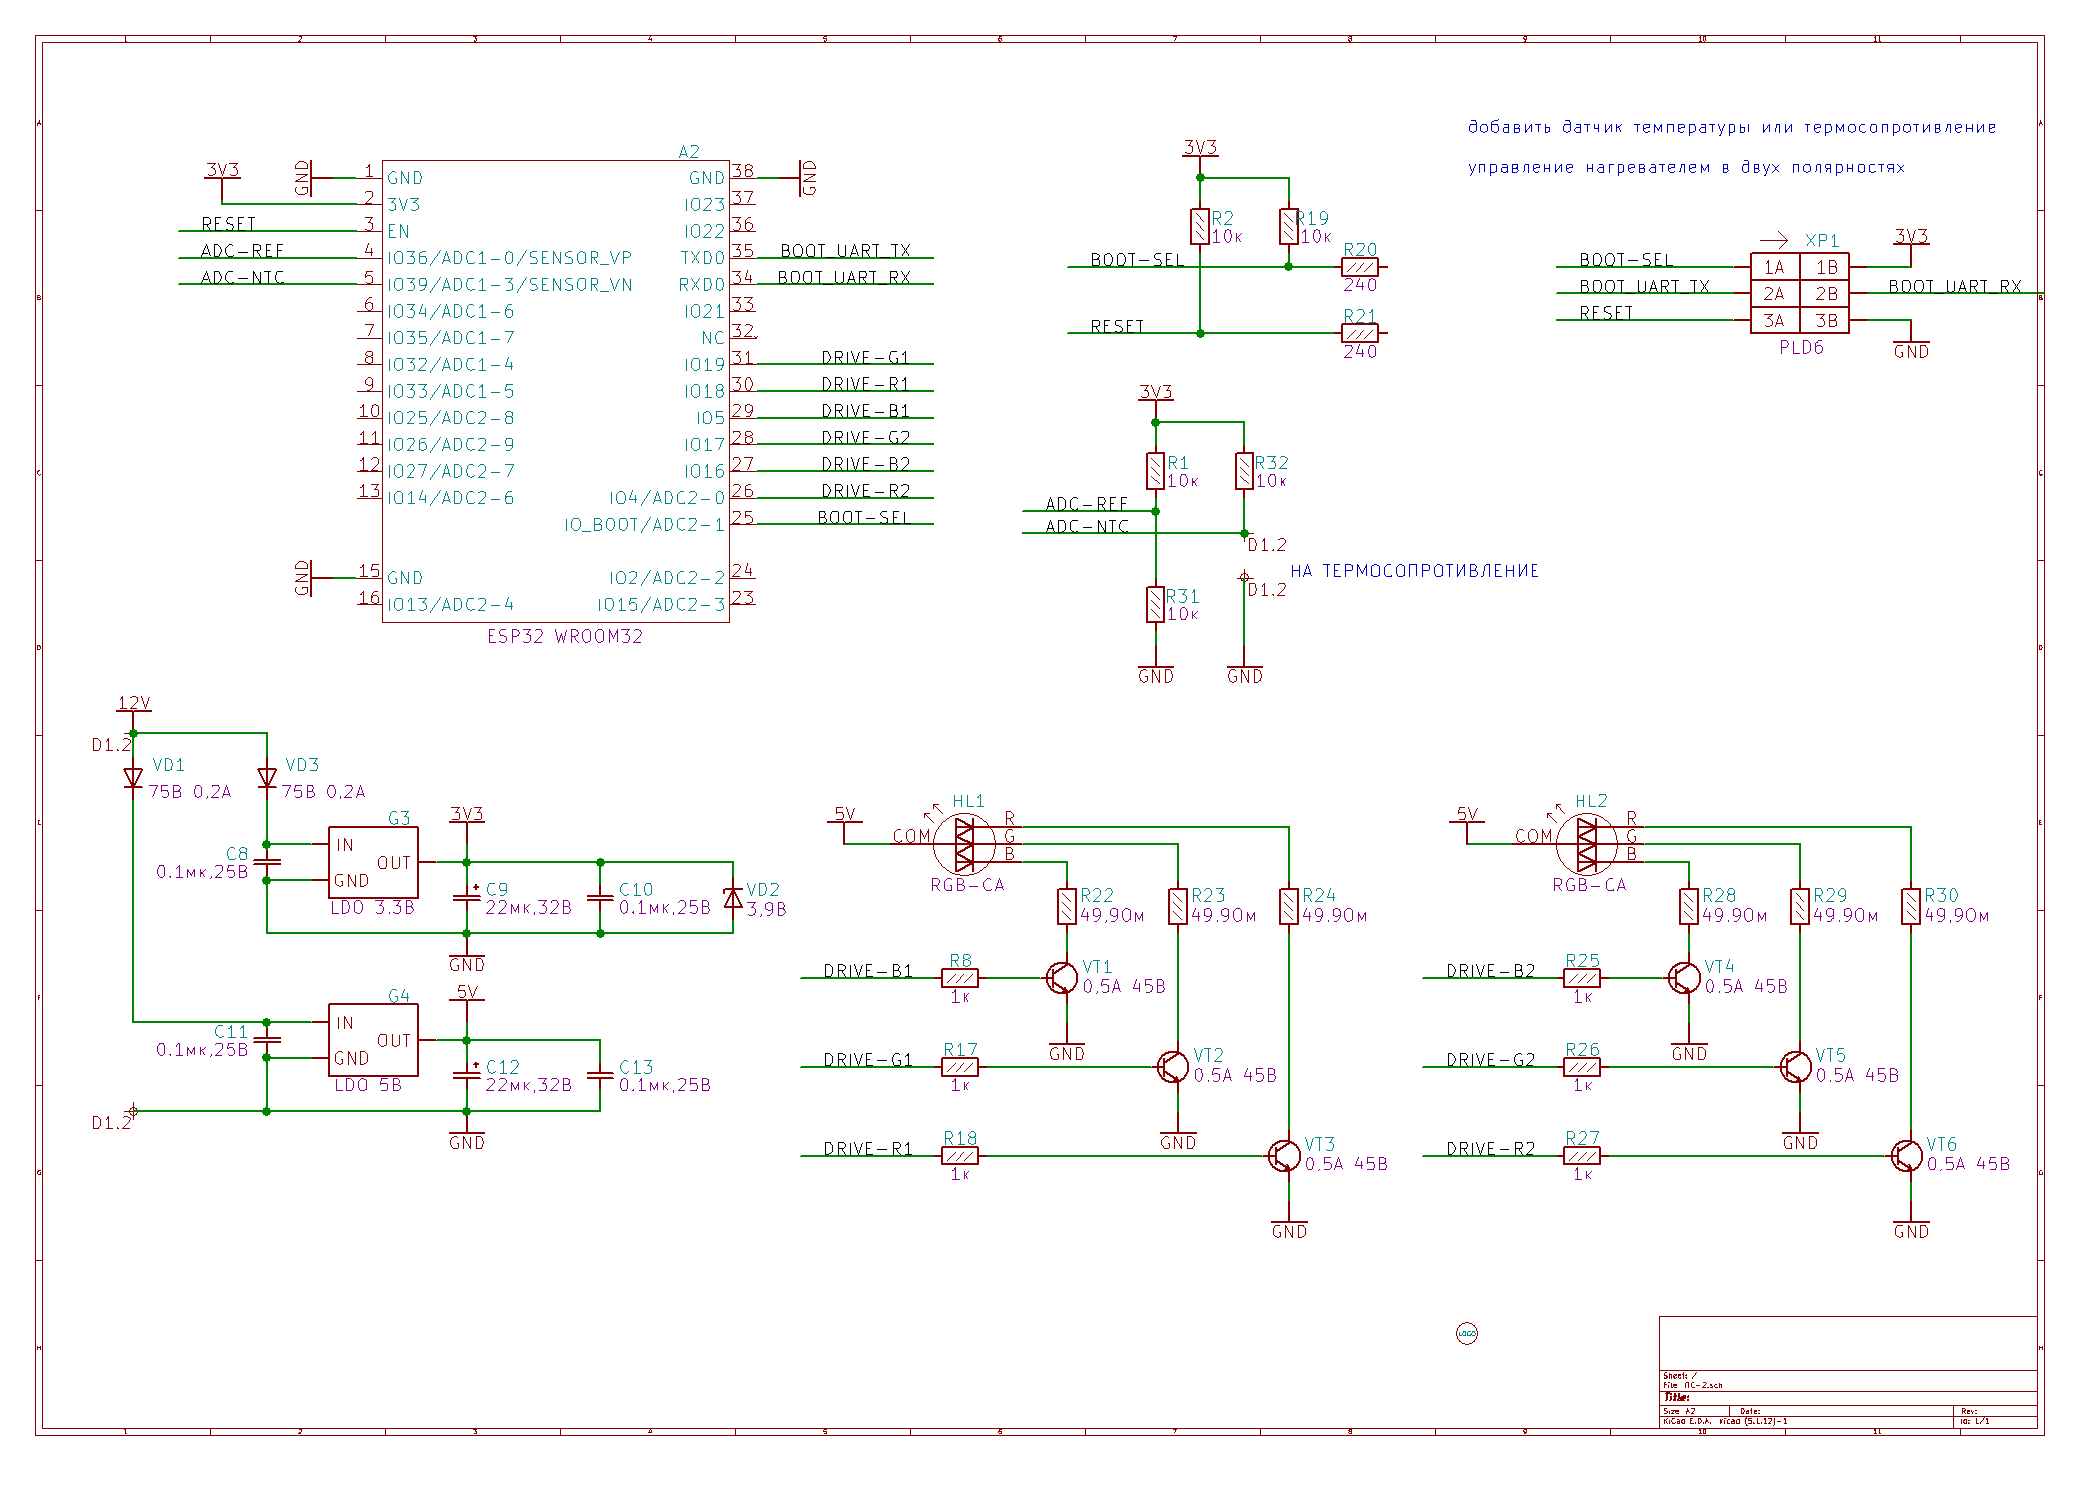 добавить датчик температуры или термосопротивление
управление нагревателем в двух полярностях
A2
3V3
GND
1 GND
2 3V3
RESET 3 EN
ADC-REF 4 IO36/ADC1-0/SENSOR_VP
ADC-NTC 5 IO39/ADC1-3/SENSOR_VN
6 IO34/ADC1-6
7 IO35/ADC1-7
8 IO32/ADC1-4
9 IO33/ADC1-5
10 IO25/ADC2-8
11 IO26/ADC2-9
12 IO27/ADC2-7
13 IO14/ADC2-6
GND 15 GND
16 IO13/ADC2-4
GND 38 GND
IO23 37
IO22 36
TXD0 35 BOOT_UART_TX
RXD0 34 BOOT_UART_RX
IO21 33
NC 32
IO19 31 DRIVE-G1
IO18 30 DRIVE-R1
IO5 29 DRIVE-B1
IO17 28 DRIVE-G2
IO16 27 DRIVE-B2
IO4/ADC2-0 26 DRIVE-R2
IO_BOOT/ADC2-1 25 BOOT-SEL
IO2/ADC2-2 24
IO15/ADC2-3 23
ESP32 WROOM32
3V3
R2
10к
R19
10к
BOOT-SEL
R20
240
RESET
R21
240
XP1
3V3
BOOT-SEL 1A 1B
BOOT_UART_TX 2A 2B BOOT_UART_RX
RESET 3A 3B
PLD6
GND
3V3
R1
10к
R32
10к
ADC-REF
ADC-NTC
D1.2
НА ТЕРМОСОПРОТИВЛЕНИЕ
D1.2
R31
10к
GND
GND
12V
D1.2
VD1
75В 0,2А
VD3
75В 0,2А
G3
IN
OUT
GND
LDO 3.3В
C8
0.1мк,25В
3V3
C9
22мк,32В
C10
0.1мк,25В
VD2
3,9В
GND
G4
IN
OUT
GND
LDO 5В
C11
0.1мк,25В
5V
C12
22мк,32В
C13
0.1мк,25В
D1.2
GND
5V
HL1
COM
R
G
B
RGB-CA
R22
49,9Ом
R23
49.9Ом
R24
49.9Ом
DRIVE-B1
R8
1к
VT1
0,5А 45В
GND
DRIVE-G1
R17
1к
VT2
0.5А 45В
GND
DRIVE-R1
R18
1к
VT3
0,5А 45В
GND
5V
HL2
COM
R
G
B
RGB-CA
R28
49.9Ом
R29
49.9Ом
R30
49,9Ом
DRIVE-B2
R25
1к
VT4
0.5А 45В
GND
DRIVE-G2
R26
1к
VT5
0.5А 45В
GND
DRIVE-R2
R27
1к
VT6
0,5А 45В
GND
LOGO
Sheet: /
File: ПС-2.sch
Title:
Size: A2 Date: Rev:
KiCad E.D.A. kicad (5.1.12)-1 Id: 1/1